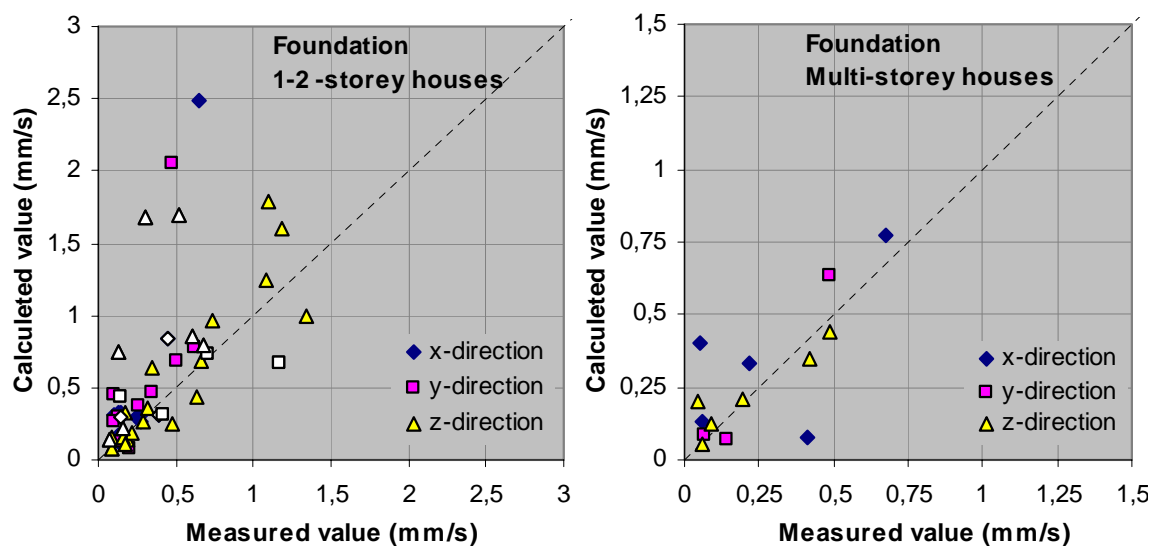 Foundation
1-2 -storey houses
3
2,5
2
1,5
1
0,5
0
Calculeted value (mm/s)
x-direction
y-direction
z-direction
0
0,5
1
1,5
2
2,5
3
Measured value (mm/s)
Foundation
Multi-storey houses
1,5
1,25
1
0,75
0,5
0,25
0
Calculeted value (mm/s)
x-direction
y-direction
z-direction
0
0,25
0,5
0,75
1
1,25
1,5
Measured value (mm/s)